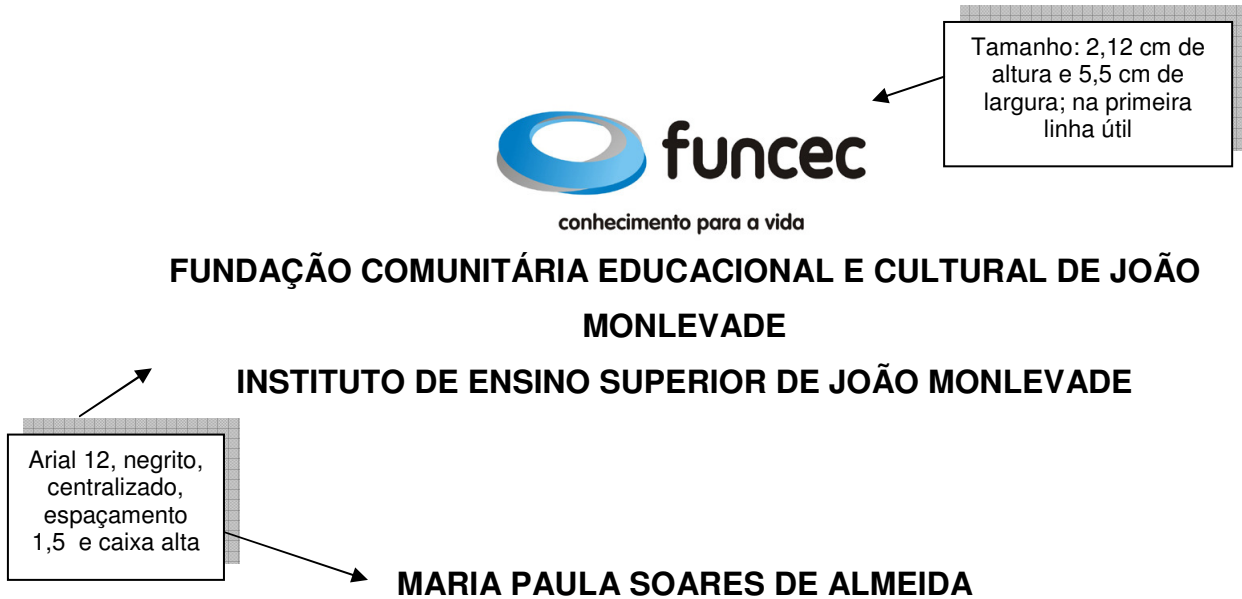 Tamanho: 2,12 cm de
altura e 5,5 cm de
largura; na primeira
linha útil
funcec
conhecimento para a vida
FUNDAÇÃO COMUNITÁRIA EDUCACIONAL E CULTURAL DE JOÃO
MONLEVADE
INSTITUTO DE ENSINO SUPERIOR DE JOÃO MONLEVADE
Arial 12, negrito,
centralizado,
espaçamento
1,5 e caixa alta
MARIA PAULA SOARES DE ALMEIDA